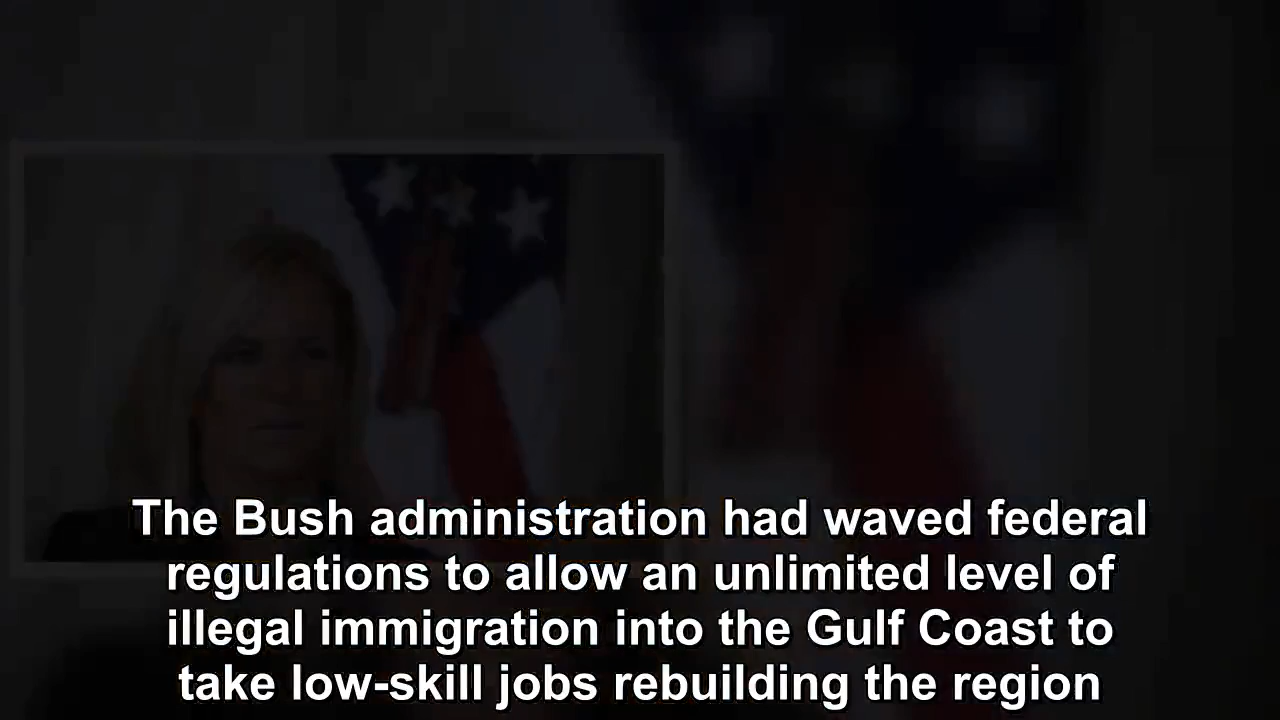 The Bush administration had waved federal
regulations to allow an unlimited level of
illegal immigration into the Gulf Coast to
take low-skill jobs rebuilding the region